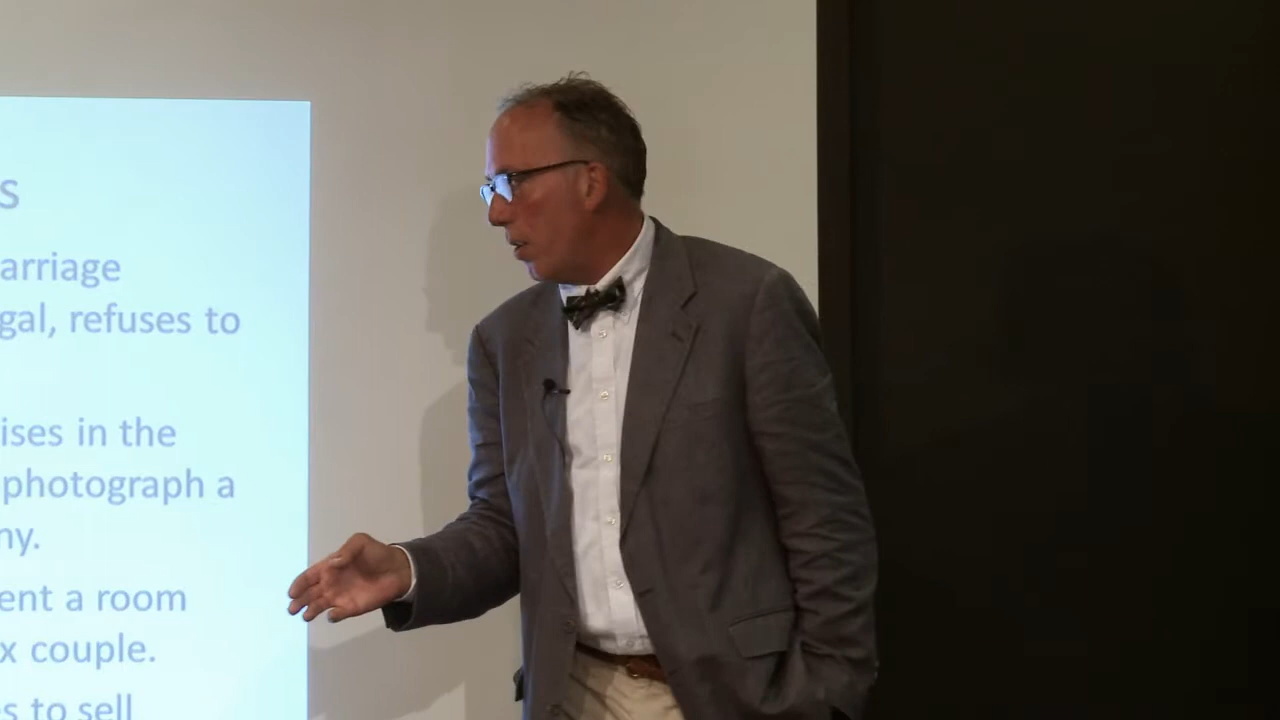 s
arriage
gal, refuses to
ises in the
photograph a
ny.
ent a room
x couple.
s to sell